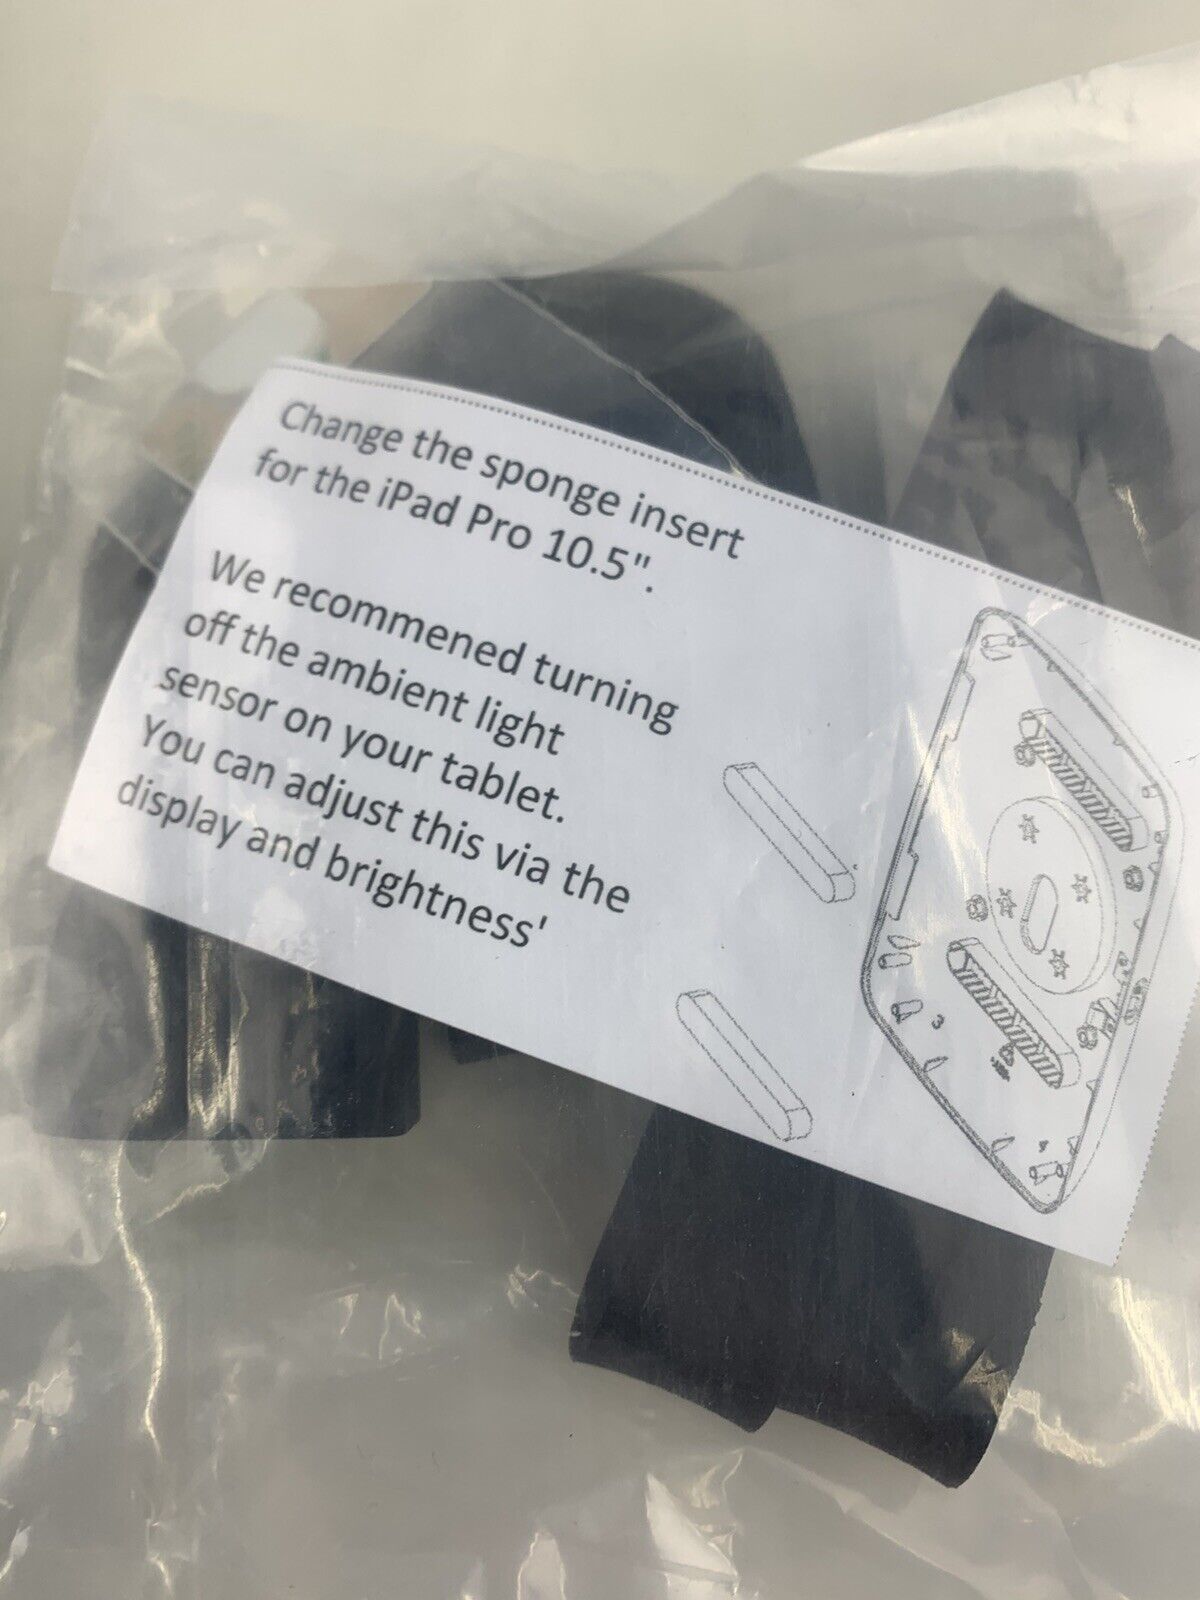 Change the sponge insert
for the iPad Pro 10.5".
We recommened turning
off the ambient light
sensor on your tablet.
You can adjust this via the
display and brightness'